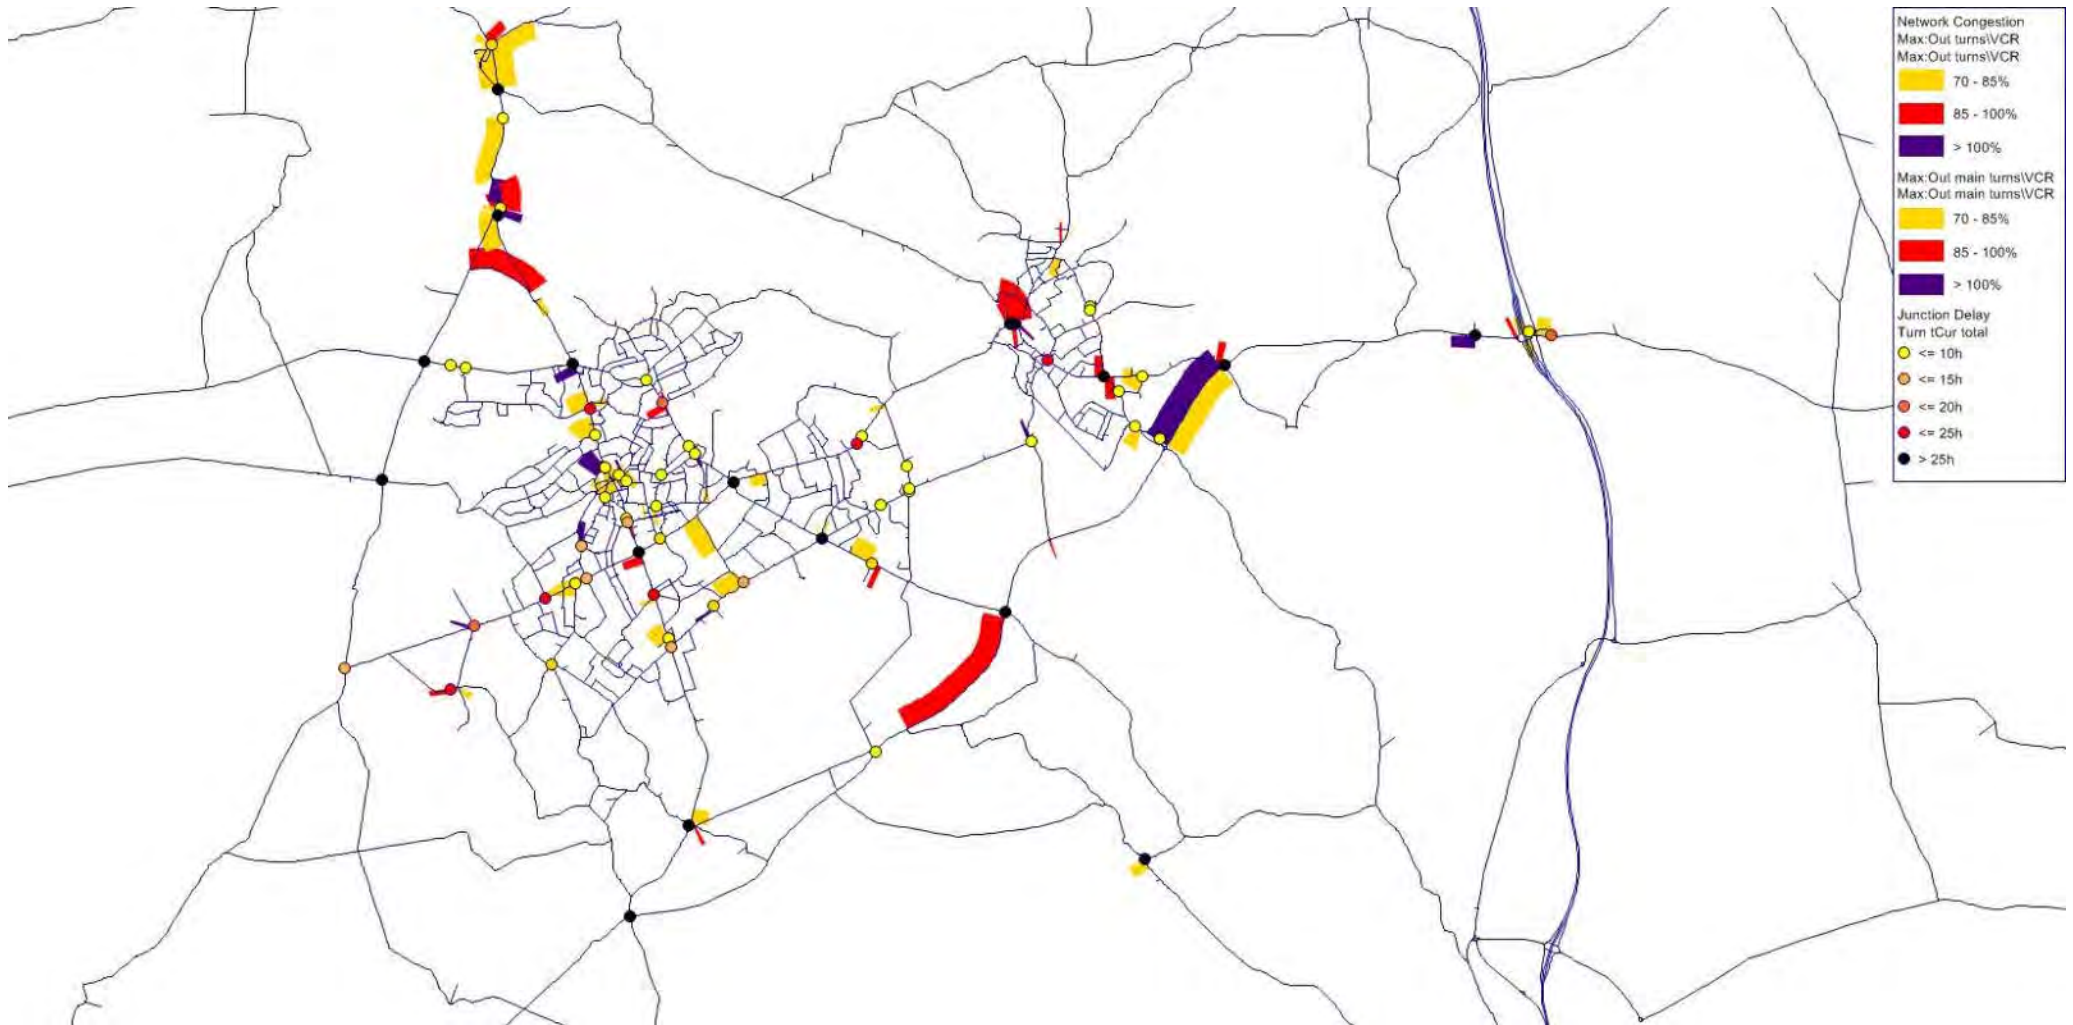 Network Congestion
Max:Out turns\VCR
Max:Out turns\VCR
70 - 85%
85 - 100%
> 100%
Max:Out main turns\VCR
Max:Out main turns\VCR
70 - 85%
85 - 100%
> 100%
Junction Delay
Turn tCur total
<= 10h
<= 15h
<= 20h
<= 25h
> 25h